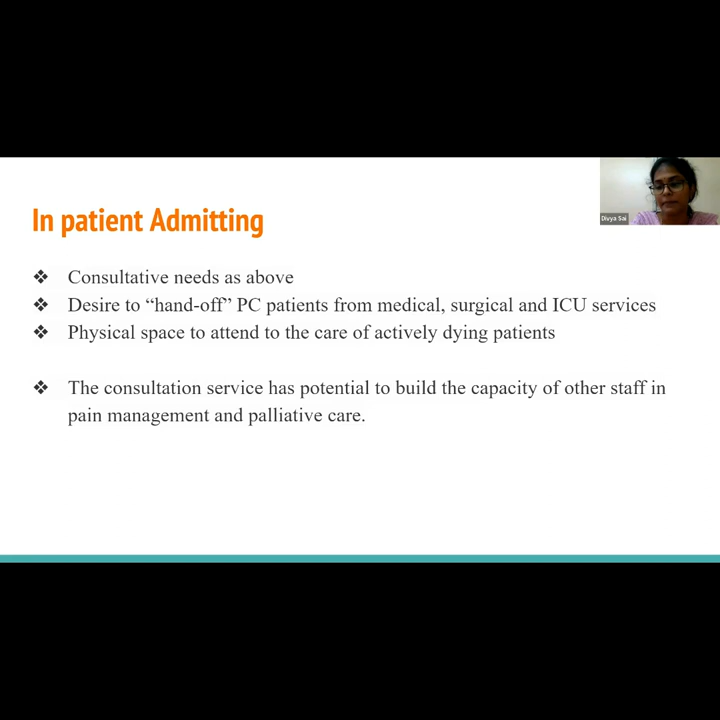 In patient Admitting
Divya Sai
❖ Consultative needs as above
❖ Desire to “hand-off” PC patients from medical, surgical and ICU services
❖ Physical space to attend to the care of actively dying patients
❖ The consultation service has potential to build the capacity of other staff in
pain management and palliative care.